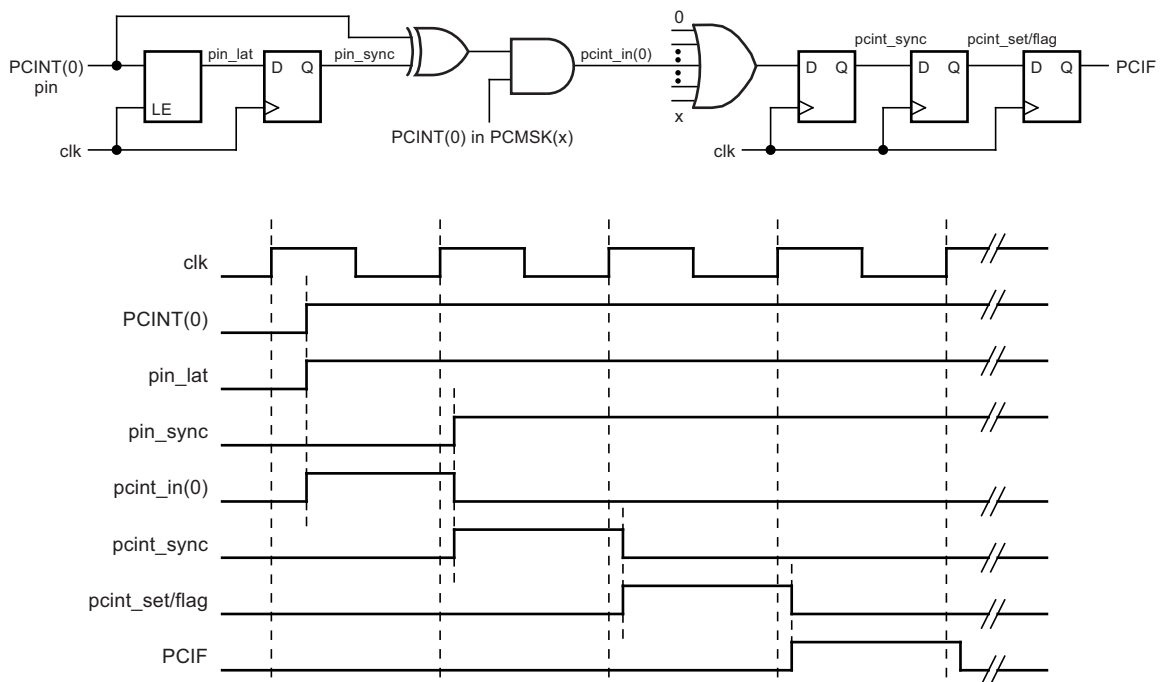 0
pin_lat
pin_sync
pcint_in(0)
pcint_sync
pcint_set/flag
PCINT(0)
pin
D Q
D Q
D Q
D Q
PCIF
LE
x
PCINT(0) in PCMSK(x)
clk
clk
clk
PCINT(0)
pin_lat
pin_sync
pcint_in(0)
pcint_sync
pcint_set/flag
PCIF